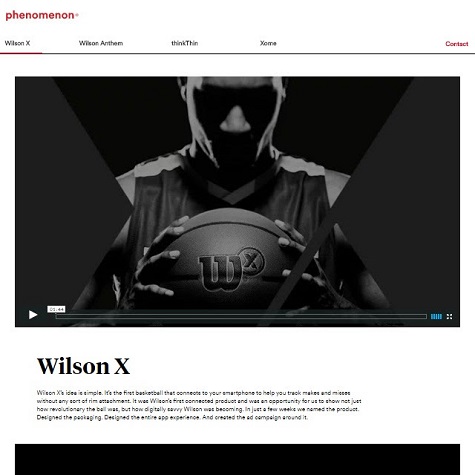 phenomenon
Wilson X Wilson Anthem thinkThin Xome Contact
W X
01:44
Wilson X
Wilson X's idea is simple. It's the first basketball that connects to your smartphone to help you track makes and misses
without any sort of rim attachment. It was Wilson's first connected product and was an opportunity for us to show not just
how revolutionary the ball was, but how digitally savvy Wilson was becoming. In just a few weeks we named the product.
Designed the packaging. Designed the entire app experience. And created the ad campaign around it.